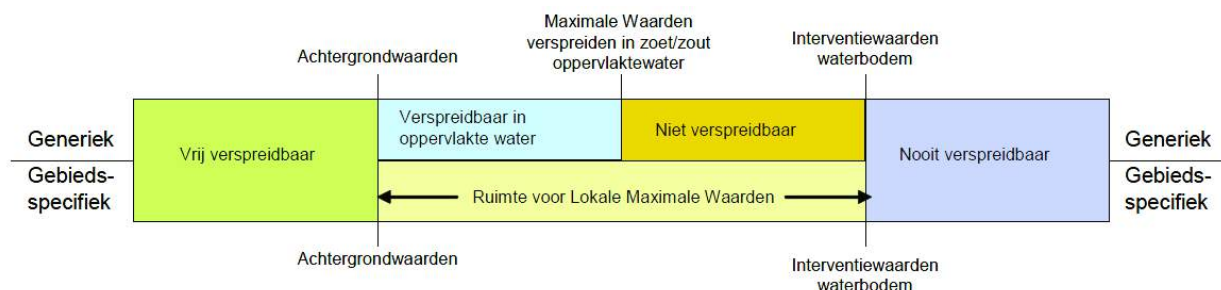 Maximale Waarden
verspreiden in zoet/zout
oppervlaktewater
Interventiewaarden
waterbodem
Achtergrondwaarden
Generiek
Gebieds-
specifiek
Vrij verspreidbaar
Verspreidbaar in
oppervlakte water
Niet verspreidbaar
Ruimte voor Lokale Maximale Waarden
Nooit verspreidbaar
Generiek
Gebieds-
specifiek
Achtergrondwaarden
Interventiewaarden
waterbodem